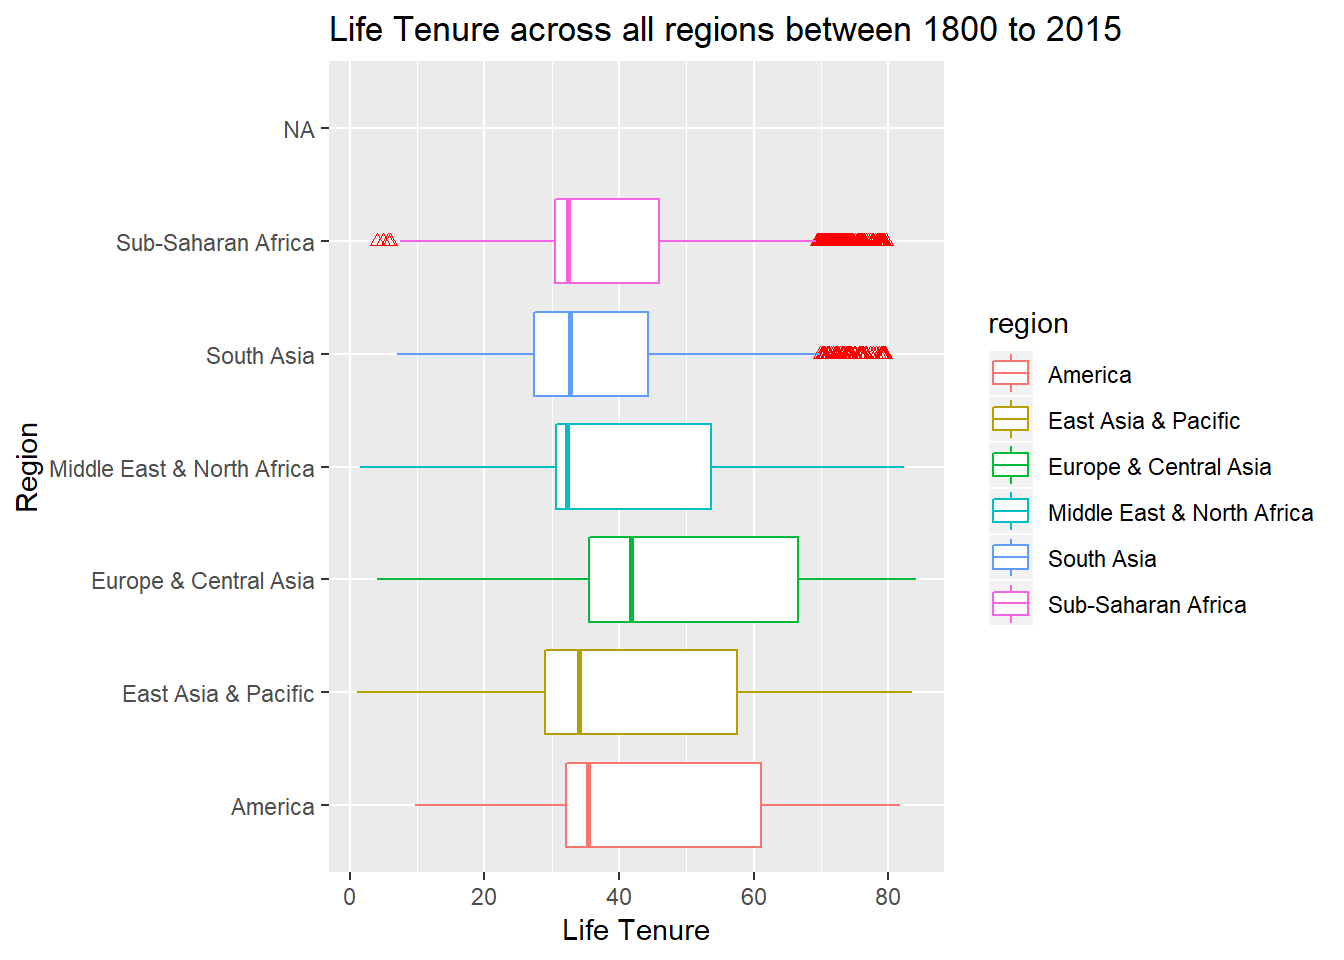 Life Tenure across all regions between 1800 to 2015
Region
NA
Sub-Saharan Africa
South Asia
Middle East & North Africa
Europe & Central Asia
East Asia & Pacific
America
0 20 40 60 80
Life Tenure
region
America
East Asia & Pacific
Europe & Central Asia
Middle East & North Africa
South Asia
Sub-Saharan Africa